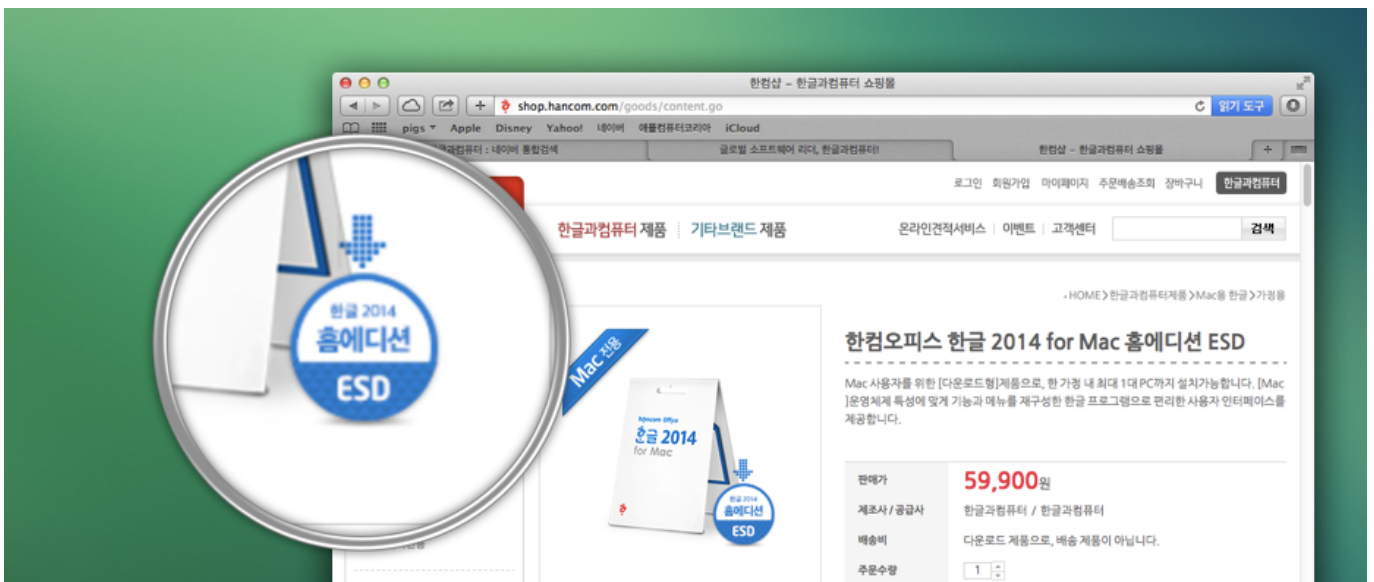 한컴샵 – 한글과컴퓨터 쇼핑몰
shop.hancom.com/goods/content.go
읽기 도구
pigs Apple Disney Yahoo! 네이버 애플컴퓨터코리아 iCloud
글과컴퓨터 : 네이버 통합검색
글로벌 소프트웨어 리더, 한글과컴퓨터!
한컴샵 – 한글과컴퓨터 쇼핑몰
로그인 회원가입 마이페이지 주문배송조회 장바구니 한글과컴퓨터
한글과컴퓨터 제품 기타브랜드 제품 온라인견적서비스 이벤트 고객센터 검색
HOME > 한글과컴퓨터제품 > Mac용 한글 > 가정용
한글 2014
홈에디션
ESD
Mac 전용
hancom office
한글 2014
for Mac
한글 2014
홈에디션
ESD
한컴오피스 한글 2014 for Mac 홈에디션 ESD
Mac 사용자를 위한 [다운로드형]제품으로, 한 가정 내 최대 1대 PC까지 설치가능합니다. [Mac
]운영체제 특성에 맞게 기능과 메뉴를 재구성한 한글 프로그램으로 편리한 사용자 인터페이스를
제공합니다.
판매가 59,900원
제조사 / 공급사 한글과컴퓨터 / 한글과컴퓨터
배송비 다운로드 제품으로, 배송 제품이 아닙니다.
주문수량 1